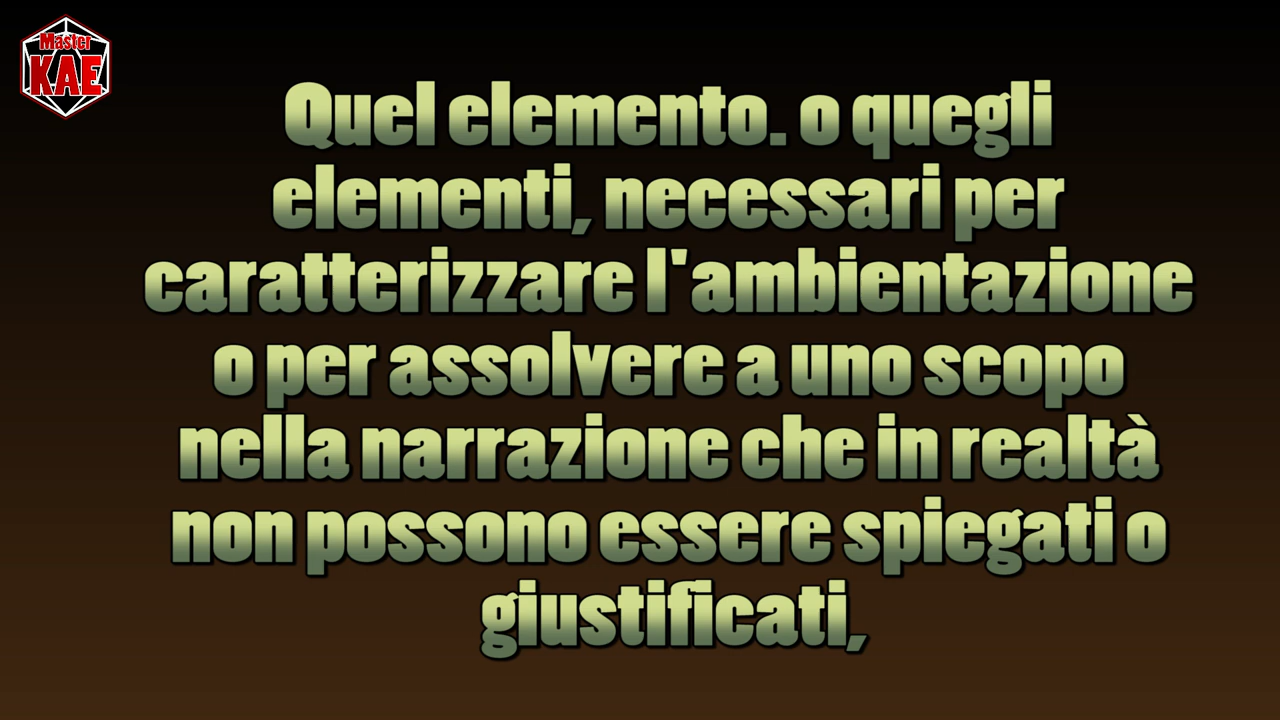 Master
KAE
Quel elemento. o quegli
elementi, necessari per
caratterizzare l'ambientazione
o per assolvere a uno scopo
nella narrazione che in realtà
non possono essere spiegati o
giustificati,